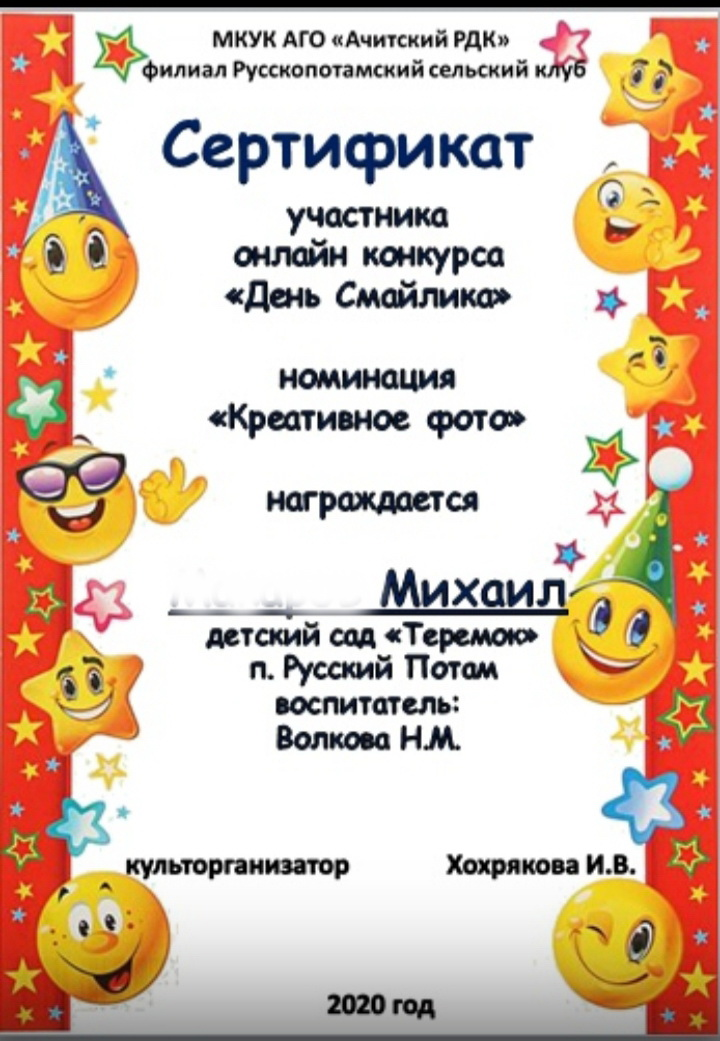 МКУК АГО «Ачитский РДК»
филиал Русскопотамский сельский клуб
Сертификат
участника
онлайн конкурса
«День Смайлика»
номинация
«Креативное фото»
награждается
Михаил
детский сад «Теремок»
п. Русский Потам
воспитатель:
Волкова Н.М.
культорганизатор Хохрякова И.В.
2020 год